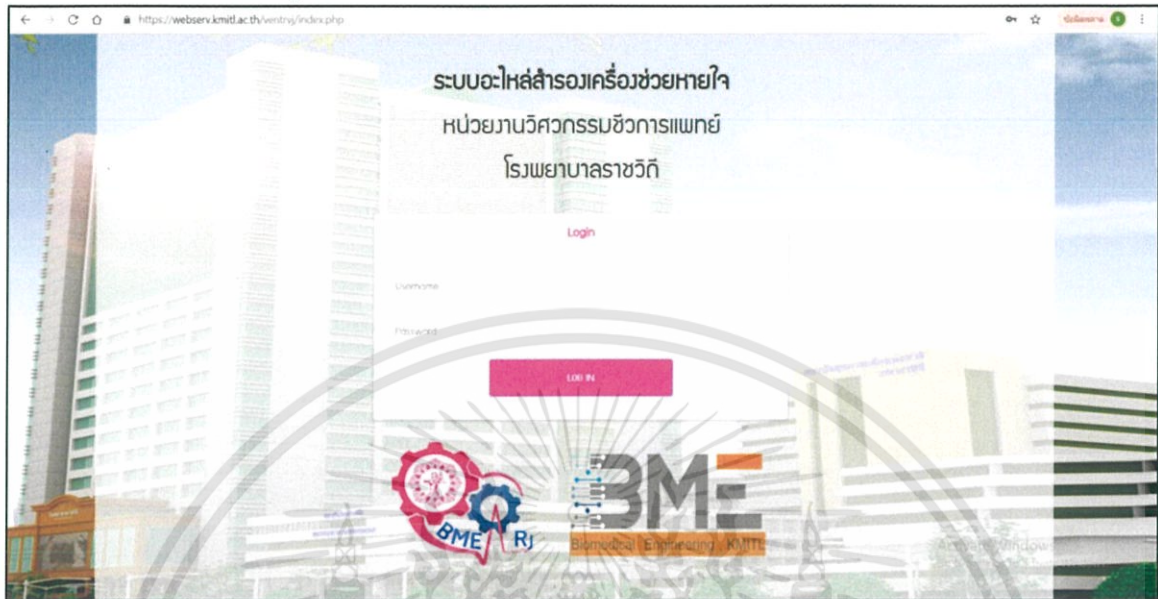 https://webserv.kmitl.ac.th/ventrvj/index.php
ระบบอะไหล่สำรองเครื่องช่วยหายใจ
หน่วยงานวิศวกรรมชีวการแพทย์
โรงพยาบาลราชวิถี
Login
Username
Password
LOG IN
BME RJ
BME
Biomedical Engineering KMITL